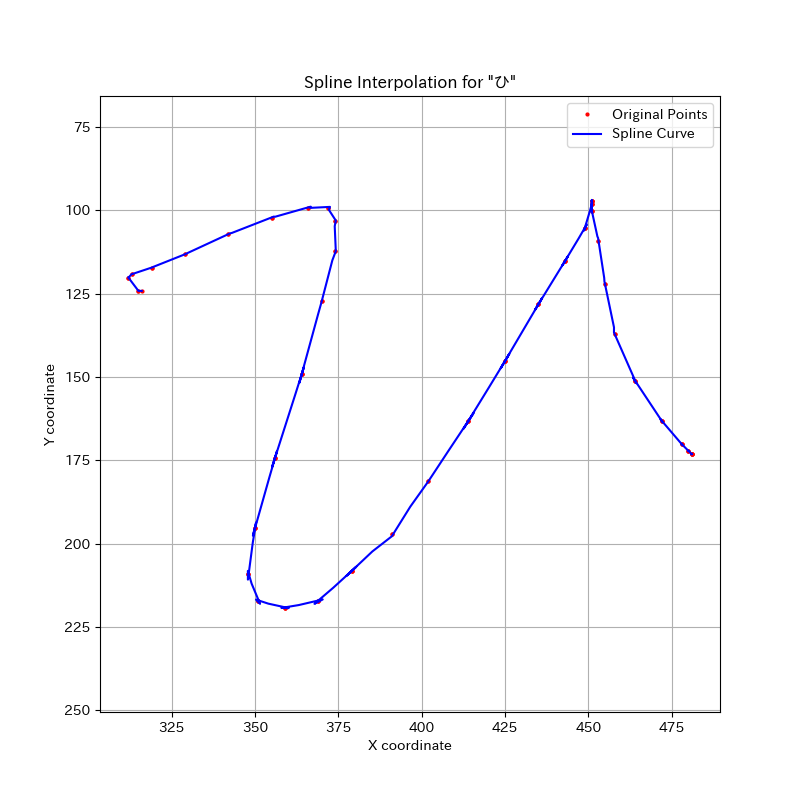 Spline Interpolation for "ひ"
Original Points
Spline Curve
75
100
125
150
175
200
225
250
Y coordinate
325
350
375
400
425
450
475
X coordinate
ひ